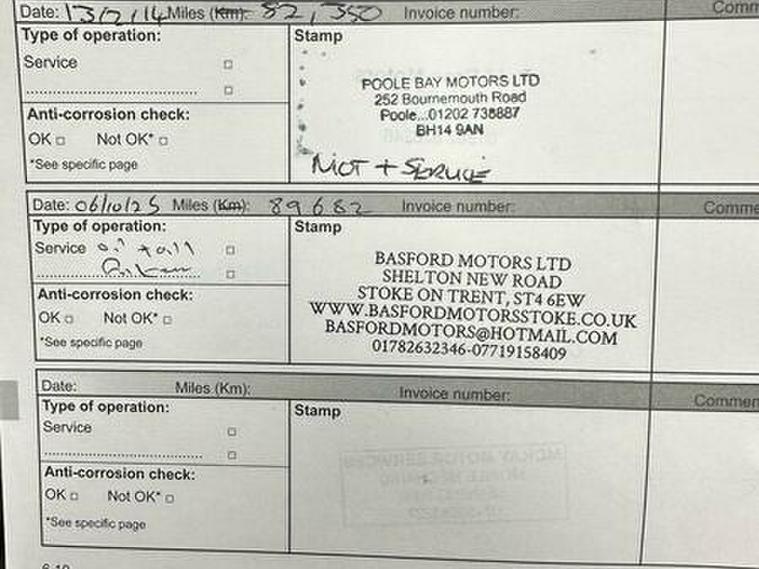 Date: 13/2/14 Miles (Km): 82,350 Invoice number: Comm
Type of operation:
Stamp
Service
POOLE BAY MOTORS LTD
252 Bournemouth Road
Poole...01202 738887
BH14 9AN
Anti-corrosion check:
OK Not OK*
*See specific page
MOT + SERVICE
Date: 06/10/25 Miles (Km): 89682 Invoice number: Comme
Type of operation:
Stamp
Service
BASFORD MOTORS LTD
SHELTON NEW ROAD
STOKE ON TRENT, ST4 6EW
WWW.BASFORDMOTORSSTOKE.CO.UK
BASFORDMOTORS@HOTMAIL.COM
01782632346-07719158409
Anti-corrosion check:
OK Not OK*
*See specific page
Date: Miles (Km): Invoice number: Commen
Type of operation:
Stamp
Service
Anti-corrosion check:
OK Not OK*
*See specific page